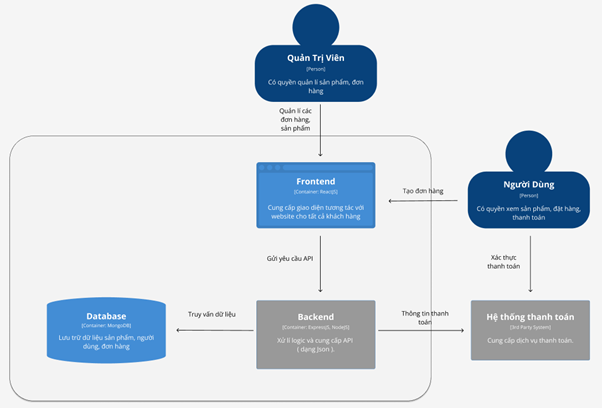 Quản Trị Viên
[Person]
Có quyền quản lí sản phẩm, đơn
hàng
Quản lí các
đơn hàng,
sản phẩm
Frontend
[Container: ReactJS]
Cung cấp giao diện tương tác với
website cho tất cả khách hàng
Tạo đơn hàng
Người Dùng
[Person]
Có quyền xem sản phẩm, đặt hàng,
thanh toán
Gửi yêu cầu API
Xác thực
thanh toán
Database
[Container: MongoDB]
Lưu trữ dữ liệu sản phẩm, người
dùng, đơn hàng
Truy vấn dữ liệu
Backend
[Container: ExpressJS, NodeJS]
Xử lí logic và cung cấp API
( dạng Json ).
Thông tin thanh
toán
Hệ thống thanh toán
[3rd Party System]
Cung cấp dịch vụ thanh toán.